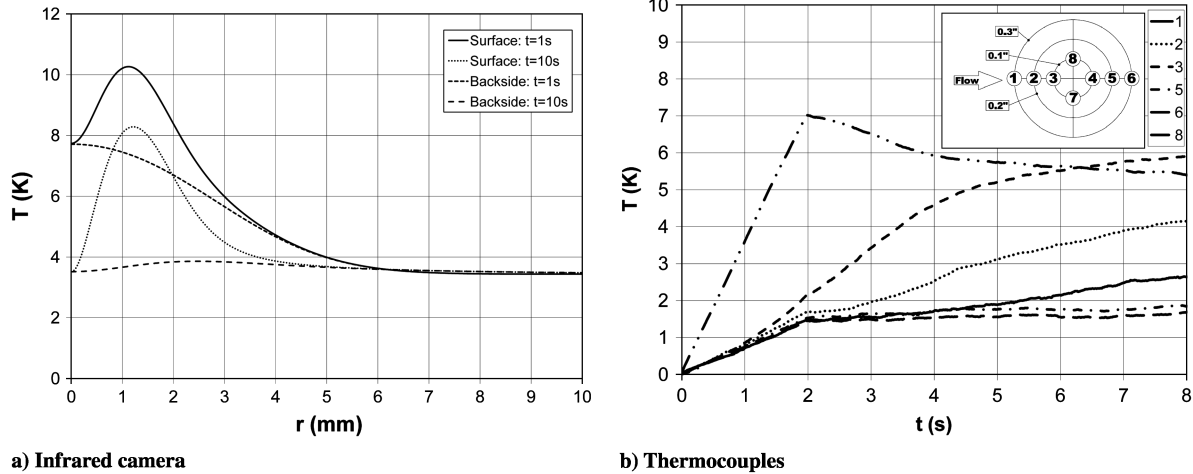 12
10
8
6
4
2
0
0 1 2 3 4 5 6 7 8 9 10
T (K)
r (mm)
Surface: t=1s
Surface: t=10s
Backside: t=1s
Backside: t=10s
a) Infrared camera
10
9
8
7
6
5
4
3
2
1
0
0 1 2 3 4 5 6 7 8
T (K)
t (s)
0.3"
0.1"
0.2"
Flow
1 2 3 4 5 6
8
7
1
2
3
5
6
8
b) Thermocouples